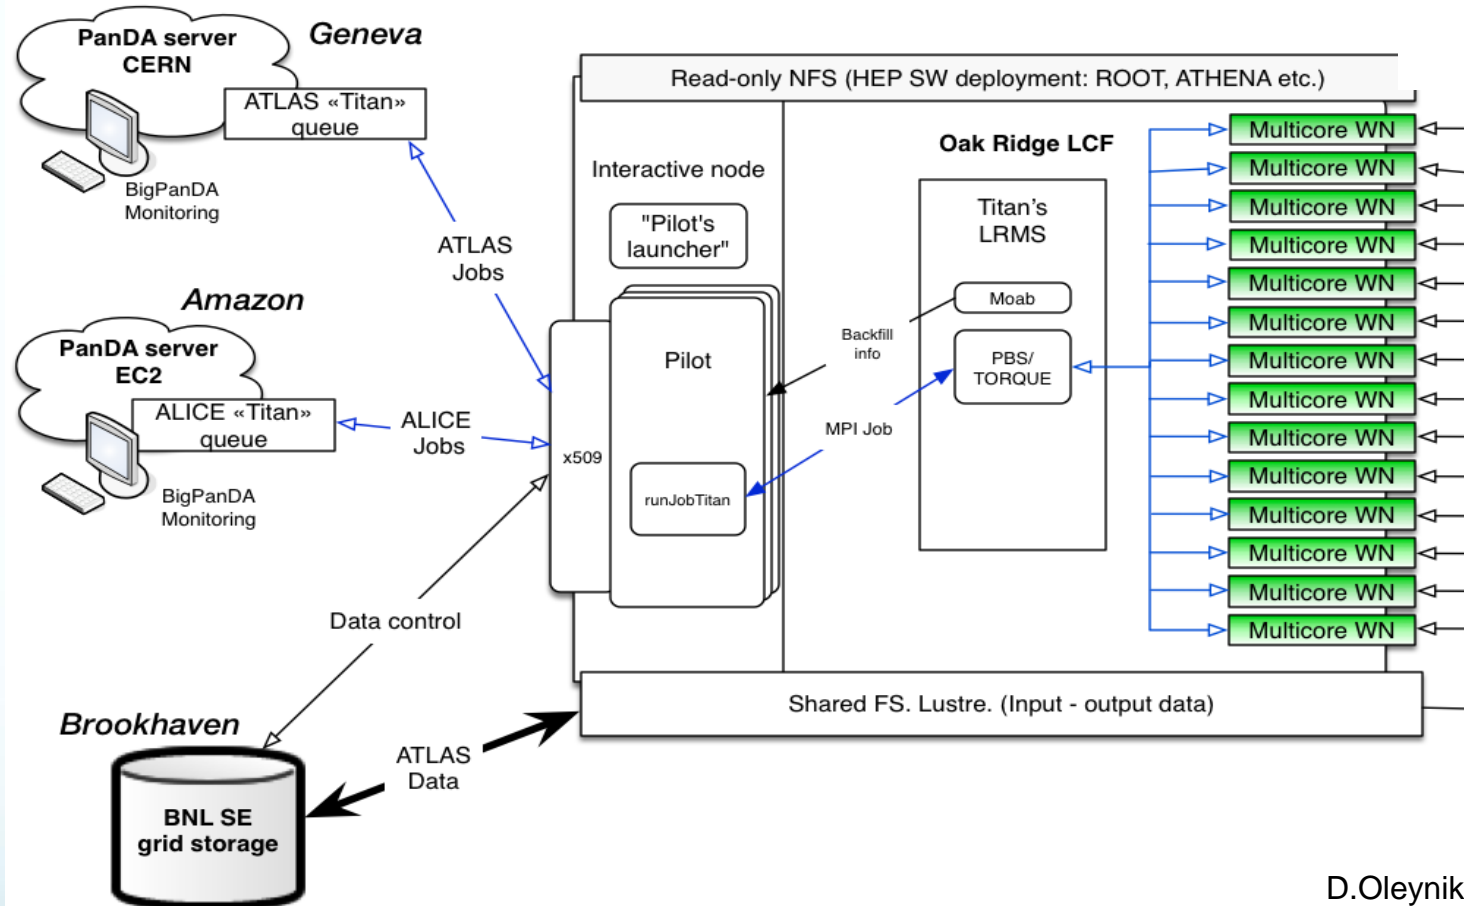 Geneva
PanDA server
CERN
ATLAS «Titan»
queue
BigPanDA
Monitoring
ATLAS
Jobs
Amazon
PanDA server
EC2
ALICE «Titan»
queue
BigPanDA
Monitoring
ALICE
Jobs
Data control
Brookhaven
BNL SE
grid storage
ATLAS
Data
Read-only NFS (HEP SW deployment: ROOT, ATHENA etc.)
Interactive node
"Pilot's
launcher"
Pilot
x509
runJobTitan
Backfill
info
MPI Job
Oak Ridge LCF
Titan's
LRMS
Moab
PBS/
TORQUE
Multicore WN
Multicore WN
Multicore WN
Multicore WN
Multicore WN
Multicore WN
Multicore WN
Multicore WN
Multicore WN
Multicore WN
Multicore WN
Multicore WN
Multicore WN
Multicore WN
Shared FS. Lustre. (Input - output data)
D.Oleynik